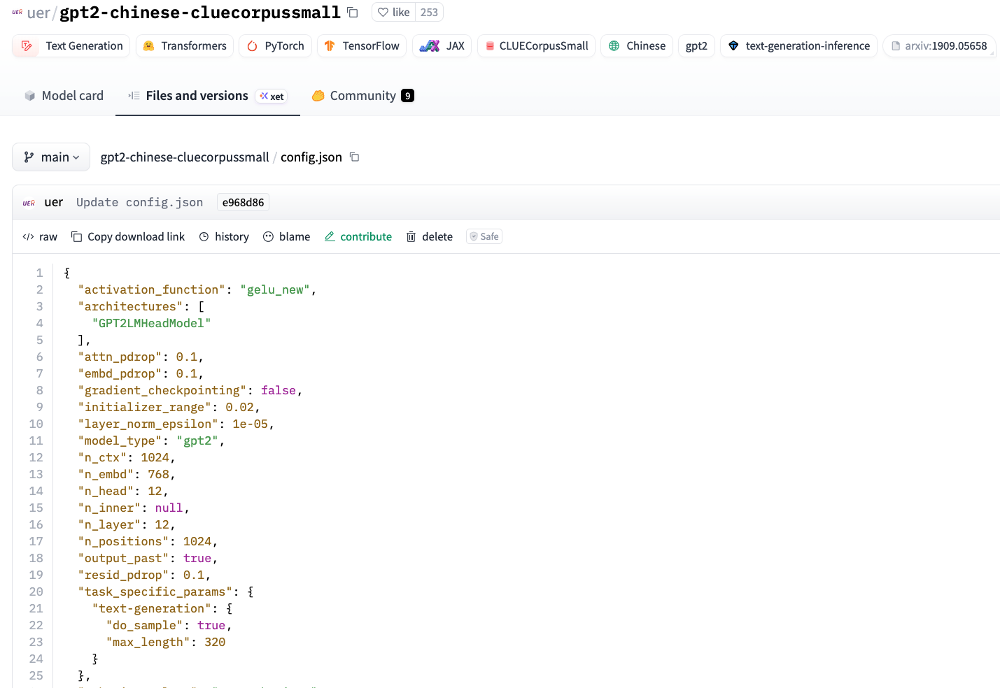 UER uer/gpt2-chinese-cluecorpussmall like 253
Text Generation Transformers PyTorch TensorFlow JAX CLUECorpusSmall Chinese gpt2 text-generation-inference arxiv:1909.05658
Model card Files and versions xet Community 9
main gpt2-chinese-cluecorpussmall / config.json
UER uer Update config.json e968d86
</> raw Copy download link history blame contribute delete Safe
1 {
2 "activation_function": "gelu_new",
3 "architectures": [
4 "GPT2LMHeadModel"
5 ],
6 "attn_pdrop": 0.1,
7 "embd_pdrop": 0.1,
8 "gradient_checkpointing": false,
9 "initializer_range": 0.02,
10 "layer_norm_epsilon": 1e-05,
11 "model_type": "gpt2",
12 "n_ctx": 1024,
13 "n_embd": 768,
14 "n_head": 12,
15 "n_inner": null,
16 "n_layer": 12,
17 "n_positions": 1024,
18 "output_past": true,
19 "resid_pdrop": 0.1,
20 "task_specific_params": {
21 "text-generation": {
22 "do_sample": true,
23 "max_length": 320
24 }
25 },